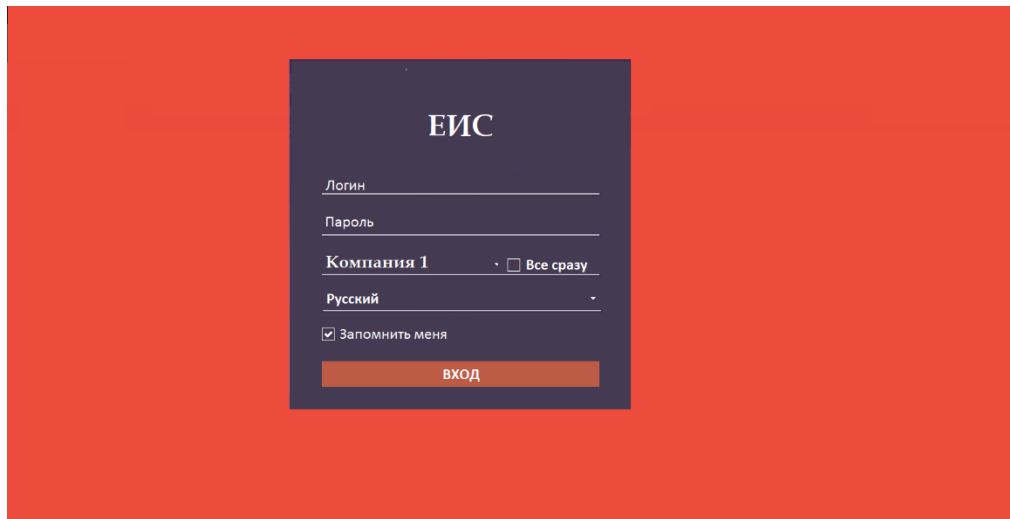 ЕИС
Логин
Пароль
Компания 1 Все сразу
Русский
Запомнить меня
ВХОД